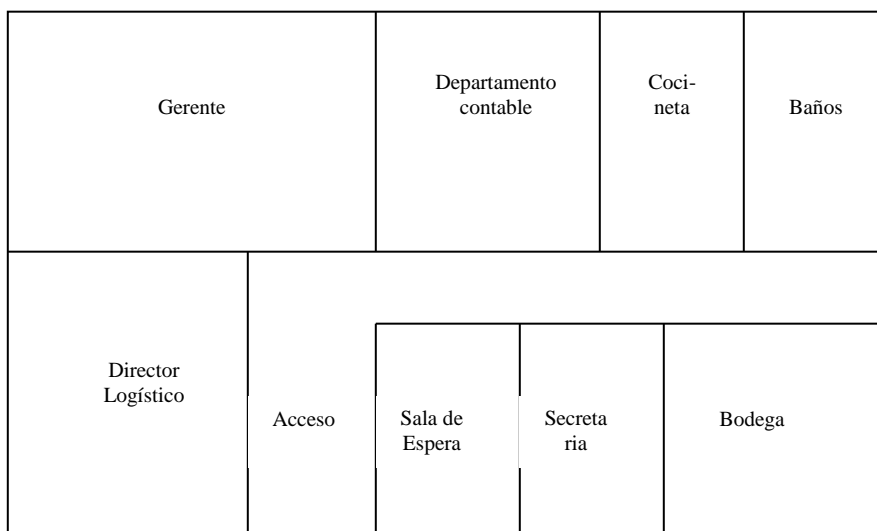 Gerente
Departamento
contable
Coci-
neta
Baños
Director
Logístico
Acceso
Sala de
Espera
Secreta
ria
Bodega